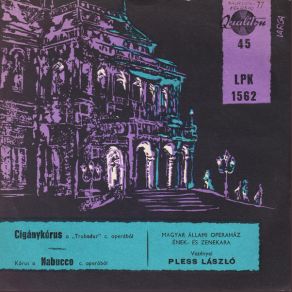 Qualiton
45
LPK
1562
Cigánykórus a „Trubadur" c. operából
Kórus a Nabucco c. operából
MAGYAR ÁLLAMI OPERAHÁZ
ÉNEK- ÉS ZENEKARA
Vezényel
PLESS LÁSZLÓ